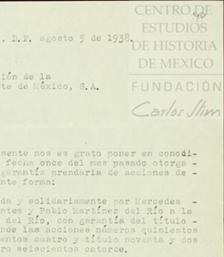 CENTRO DE
ESTUDIOS
DE HISTORIA
DE MEXICO
FUNDACIÓN
Carlos Slim
, D.F. agosto 5 de 1938.
ión de la
te de México, S.A.
mente nos es grato poner en conoci-
fecha once del mes pasado otorga-
garantía prendaria de acciones de
nte forma:
da y solidariamente por Mercedes
antes y Pablo Martínez del Río a la
del Río, con garantía del título
las acciones números quinientos
entos cuatro y título noventa y dos
ro seiscientos catorce.